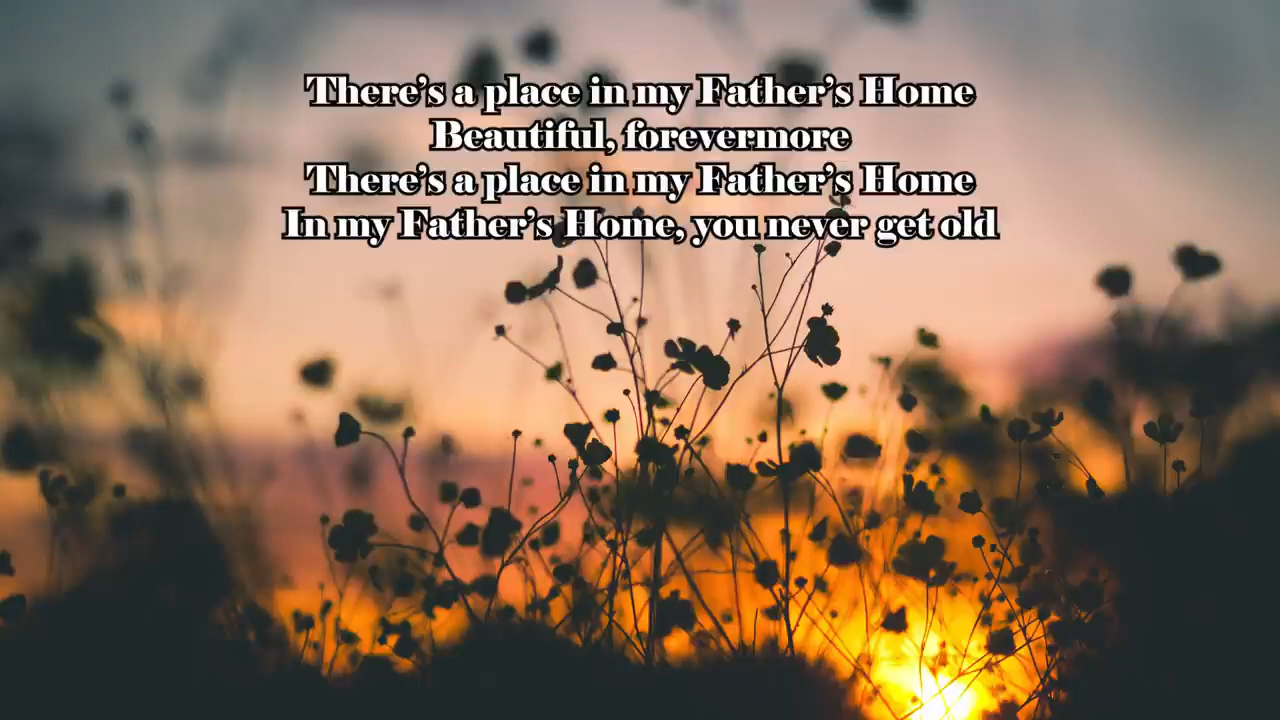 There’s a place in my Father’s Home
Beautiful, forevermore
There’s a place in my Father’s Home
In my Father’s Home, you never get old